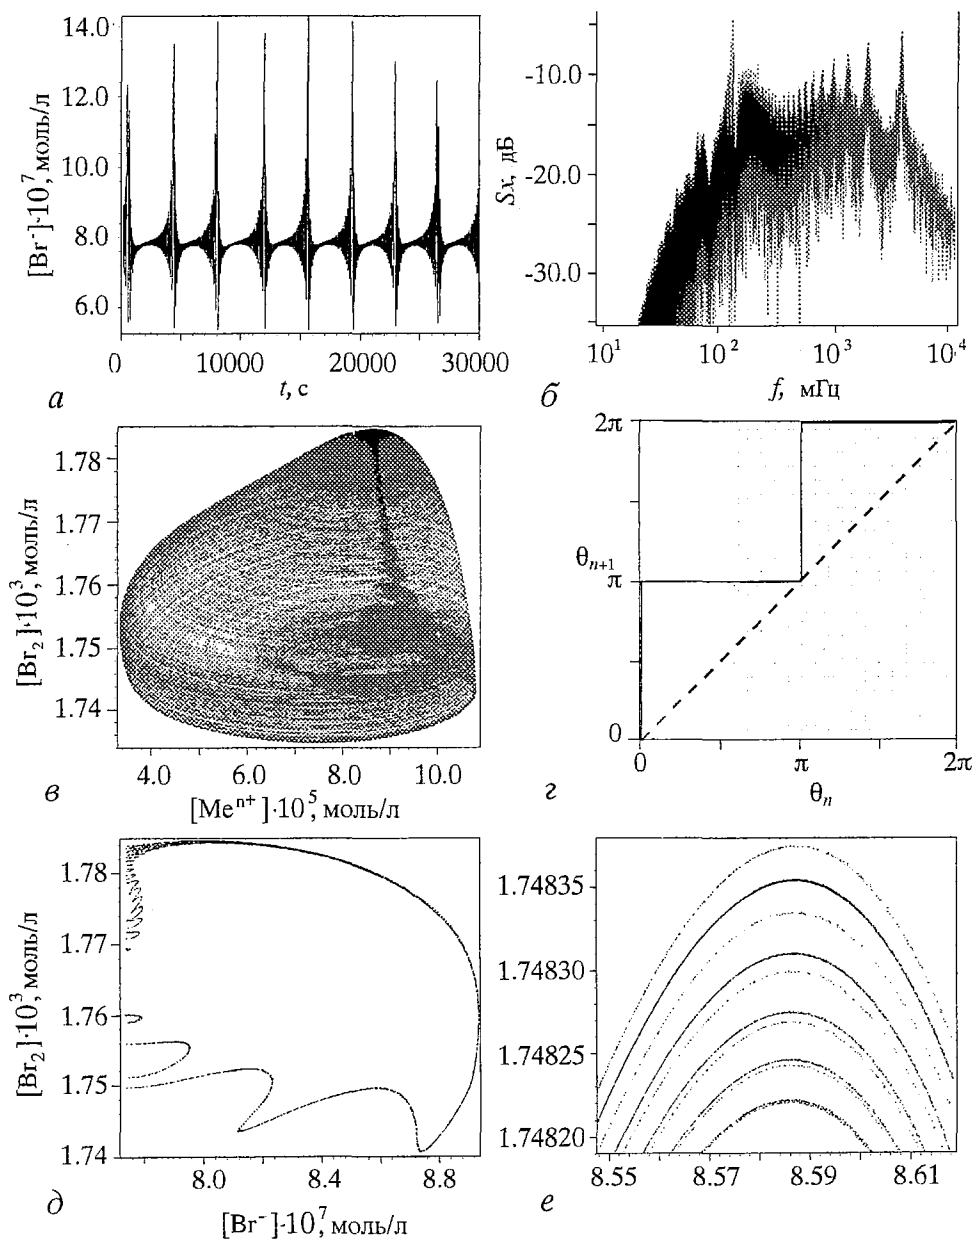 14.0
12.0
10.0
8.0
6.0
[Br⁻]·10⁷, моль/л
0 10000 20000 30000
t, с
а
-10.0
-20.0
-30.0
Sx, дБ
10¹ 10² 10³ 10⁴
f, мГц
б
1.78
1.77
1.76
1.75
1.74
[Br₂]·10³, моль/л
4.0 6.0 8.0 10.0
[Meⁿ⁺]·10⁵, моль/л
в
2π
θₙ₊₁
π
0
0 π 2π
θₙ
г
1.78
1.77
1.76
1.75
1.74
[Br₂]·10³, моль/л
8.0 8.4 8.8
д
1.74835
1.74830
1.74825
1.74820
8.55 8.57 8.59 8.61
е
[Br⁻]·10⁷, моль/л